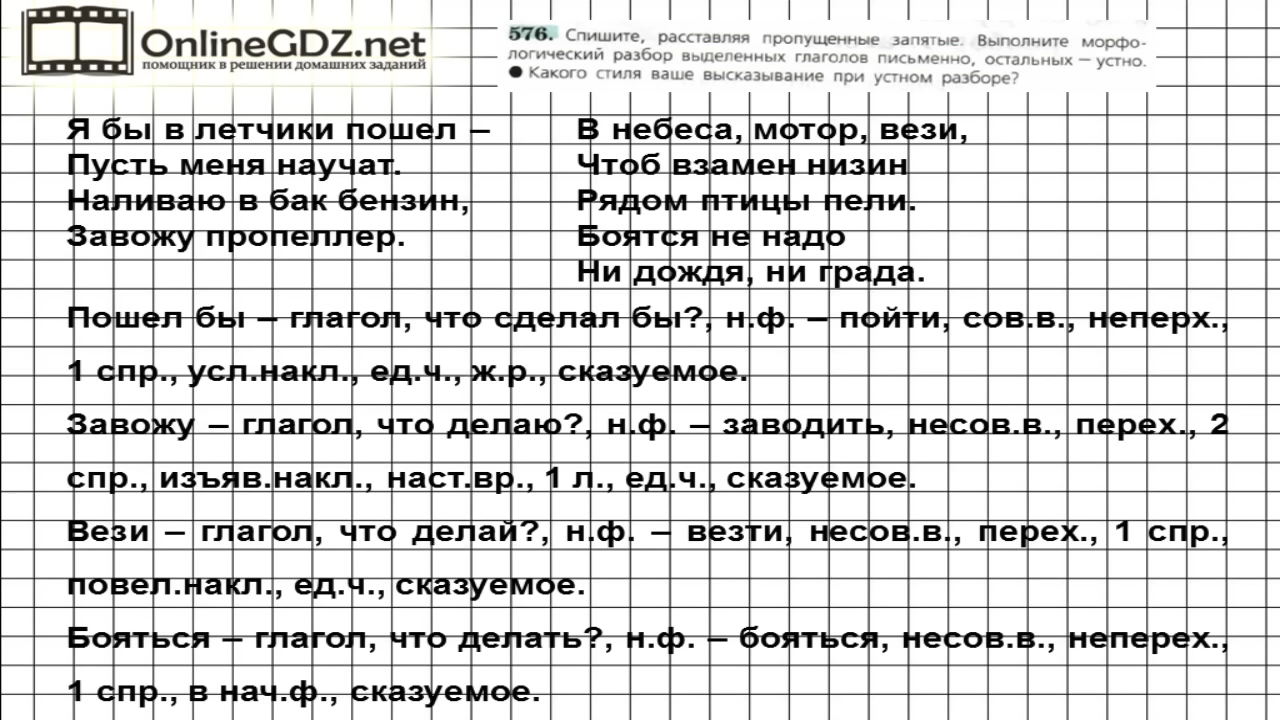 OnlineGDZ.net
помощник в решении домашних заданий
576. Спишите, расставляя пропущенные запятые. Выполните морфо-
логический разбор выделенных глаголов письменно, остальных — устно.
● Какого стиля ваше высказывание при устном разборе?
Я бы в летчики пошел –
Пусть меня научат.
Наливаю в бак бензин,
Завожу пропеллер.
В небеса, мотор, вези,
Чтоб взамен низин
Рядом птицы пели.
Боятся не надо
Ни дождя, ни града.
Пошел бы – глагол, что сделал бы?, н.ф. – пойти, сов.в., неперх.,
1 спр., усл.накл., ед.ч., ж.р., сказуемое.
Завожу – глагол, что делаю?, н.ф. – заводить, несов.в., перех., 2
спр., изъяв.накл., наст.вр., 1 л., ед.ч., сказуемое.
Вези – глагол, что делай?, н.ф. – везти, несов.в., перех., 1 спр.,
повел.накл., ед.ч., сказуемое.
Бояться – глагол, что делать?, н.ф. – бояться, несов.в., неперех.,
1 спр., в нач.ф., сказуемое.